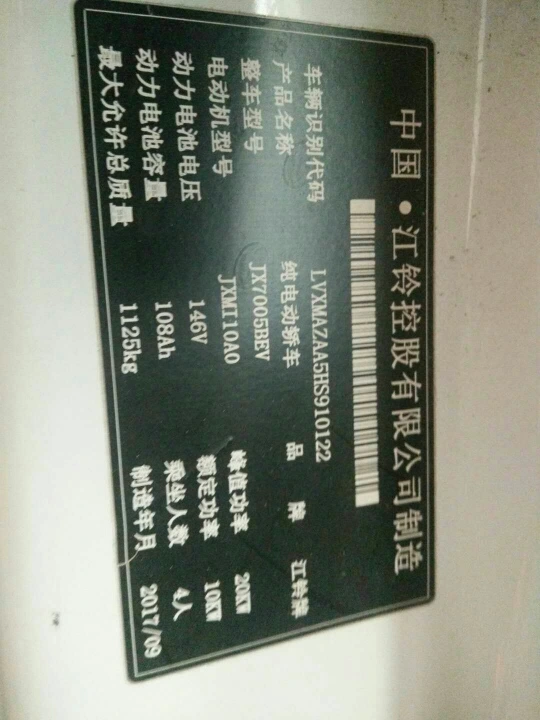 中国·江铃控股有限公司制造
车辆识别代码 LVXMAZAA5HS910122
产品名称 纯电动轿车 品牌 江铃牌
整车型号 JX7005BEV
电动机型号 JXMI10A0 峰值功率 20KW
动力电池电压 146V 额定功率 10KW
动力电池容量 108Ah 乘坐人数 4人
最大允许总质量 1125kg 制造年月 2017/09